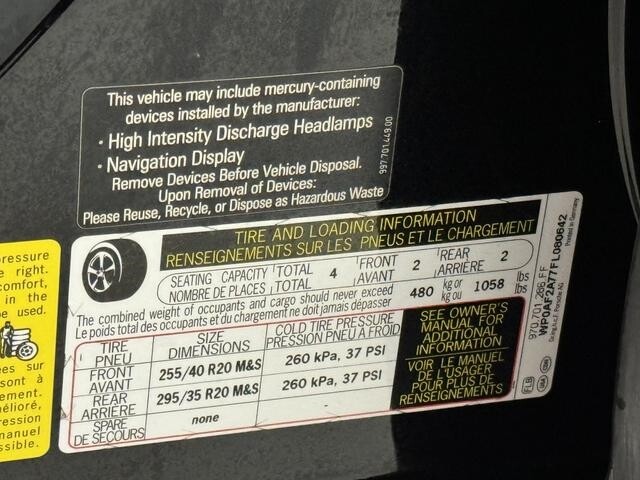 This vehicle may include mercury-containing
devices installed by the manufacturer:
· High Intensity Discharge Headlamps
· Navigation Display
Remove Devices Before Vehicle Disposal.
Upon Removal of Devices:
Please Reuse, Recycle, or Dispose as Hazardous Waste
997.701.449.00
TIRE AND LOADING INFORMATION
RENSEIGNEMENTS SUR LES PNEUS ET LE CHARGEMENT
SEATING CAPACITY TOTAL 4 FRONT 2 REAR 2
NOMBRE DE PLACES TOTAL AVANT ARRIÈRE
The combined weight of occupants and cargo should never exceed 480 kg or 1058 lbs
Le poids total des occupants et du chargement ne doit jamais dépasser kg ou lbs
TIRE SIZE COLD TIRE PRESSURE
PNEU DIMENSIONS PRESSION PNEU À FROID
FRONT 255/40 R20 M&S 260 kPa, 37 PSI
AVANT
REAR 295/35 R20 M&S 260 kPa, 37 PSI
ARRIÈRE
SPARE none -
DE SECOURS
SEE OWNER'S
MANUAL FOR
ADDITIONAL
INFORMATION
VOIR LE MANUEL
DE L'USAGER
POUR PLUS DE
RENSEIGNEMENTS
970.701.286.FF
WP0AF2A77FL080642
Printed in Germany
FLB
pressure
e right.
comfort,
in the
be used.
sont à
nement.
mélioré,
ression
manuel
ssible.